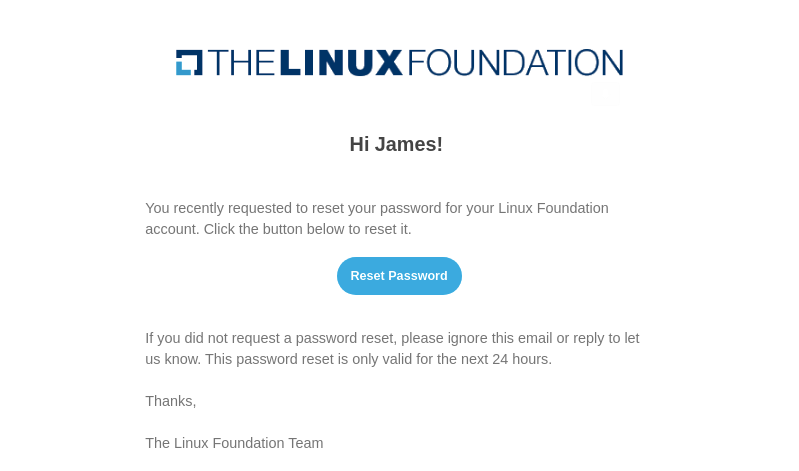 THE LINUX FOUNDATION
Hi James!
You recently requested to reset your password for your Linux Foundation
account. Click the button below to reset it.
Reset Password
If you did not request a password reset, please ignore this email or reply to let
us know. This password reset is only valid for the next 24 hours.
Thanks,
The Linux Foundation Team